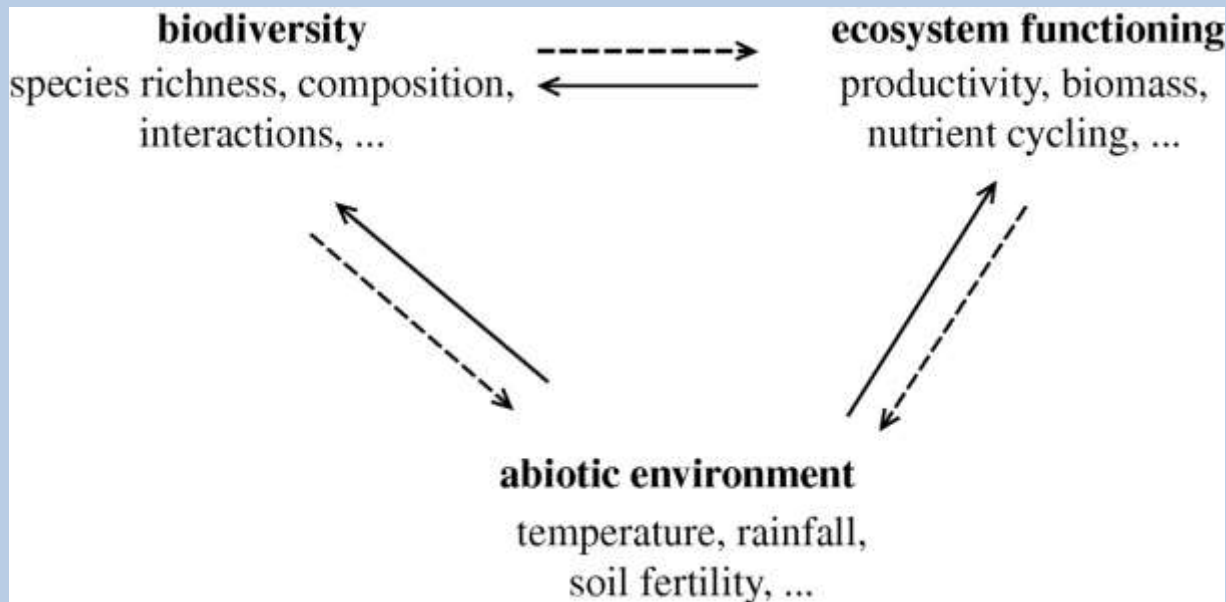 biodiversity
species richness, composition,
interactions, ...
ecosystem functioning
productivity, biomass,
nutrient cycling, ...
abiotic environment
temperature, rainfall,
soil fertility, ...